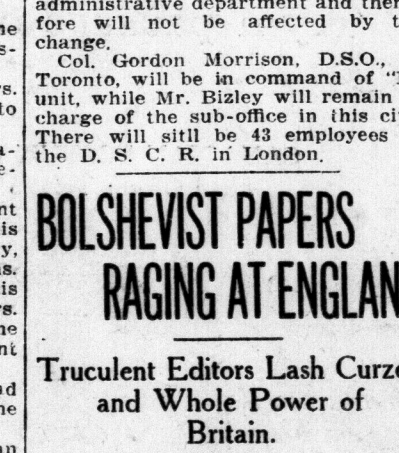 administrative department and ther
fore will not be affected by t
change.
Col. Gordon Morrison, D.S.O.,
Toronto, will be in command of "
unit, while Mr. Bizley will remain
charge of the sub-office in this ci
There will sitll be 43 employees
the D. S. C. R. in London.
BOLSHEVIST PAPERS
RAGING AT ENGLAN
Truculent Editors Lash Curz
and Whole Power of
Britain.